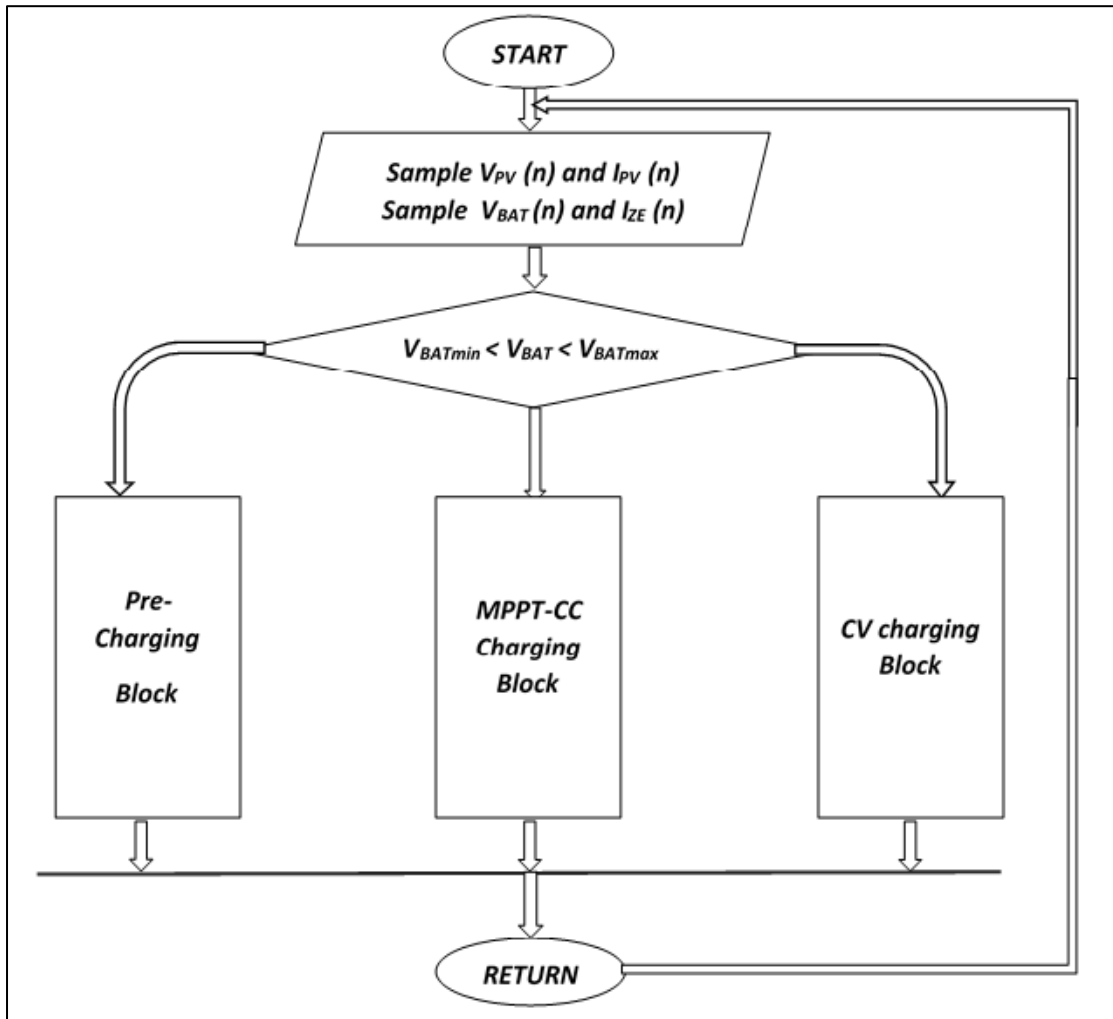 START
Sample VPV (n) and IPV (n)
Sample VBAT (n) and IZE (n)
VBATmin < VBAT < VBATmax
Pre-
Charging
Block
MPPT-CC
Charging
Block
CV charging
Block
RETURN